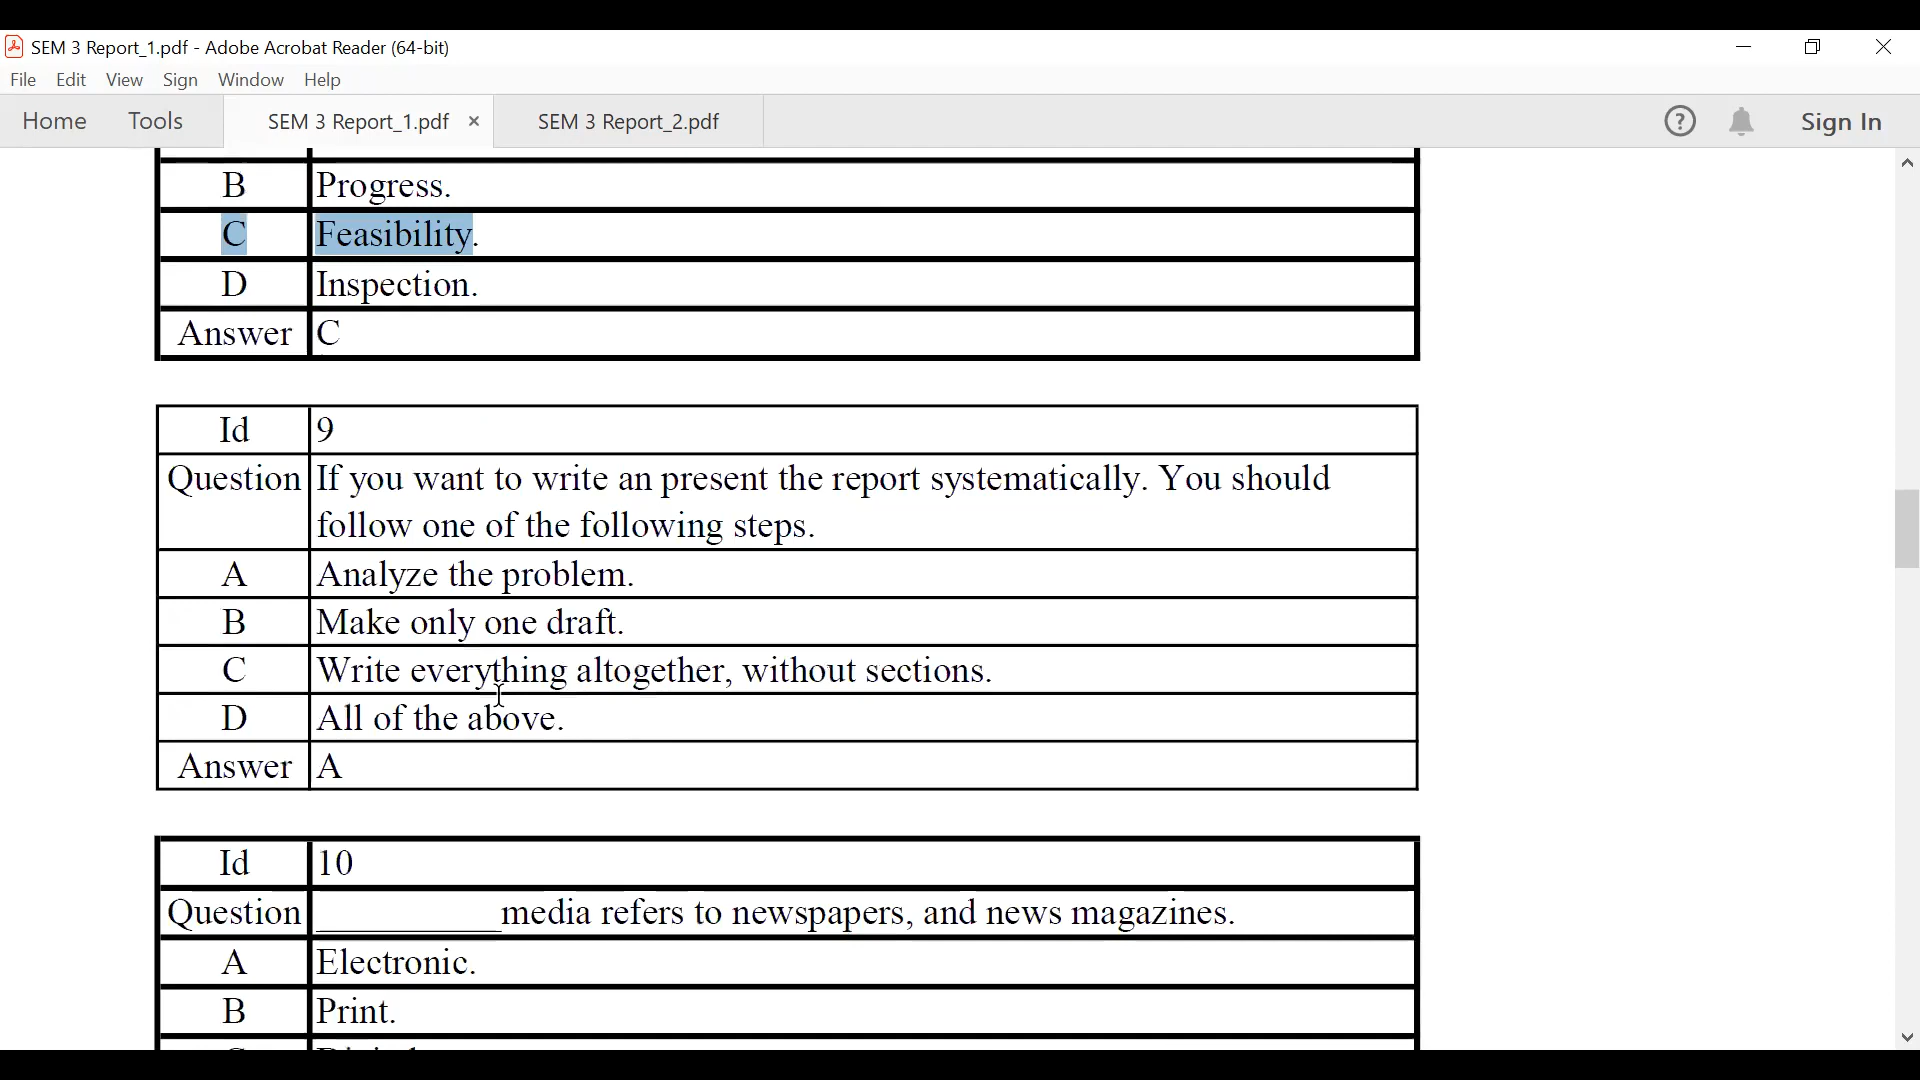 SEM 3 Report_1.pdf - Adobe Acrobat Reader (64-bit)
File Edit View Sign Window Help
Home Tools SEM 3 Report_1.pdf × SEM 3 Report_2.pdf ? Sign In
B Progress.
C Feasibility.
D Inspection.
Answer C
Id 9
Question If you want to write an present the report systematically. You should
follow one of the following steps.
A Analyze the problem.
B Make only one draft.
C Write everything altogether, without sections.
D All of the above.
Answer A
Id 10
Question __________media refers to newspapers, and news magazines.
A Electronic.
B Print.